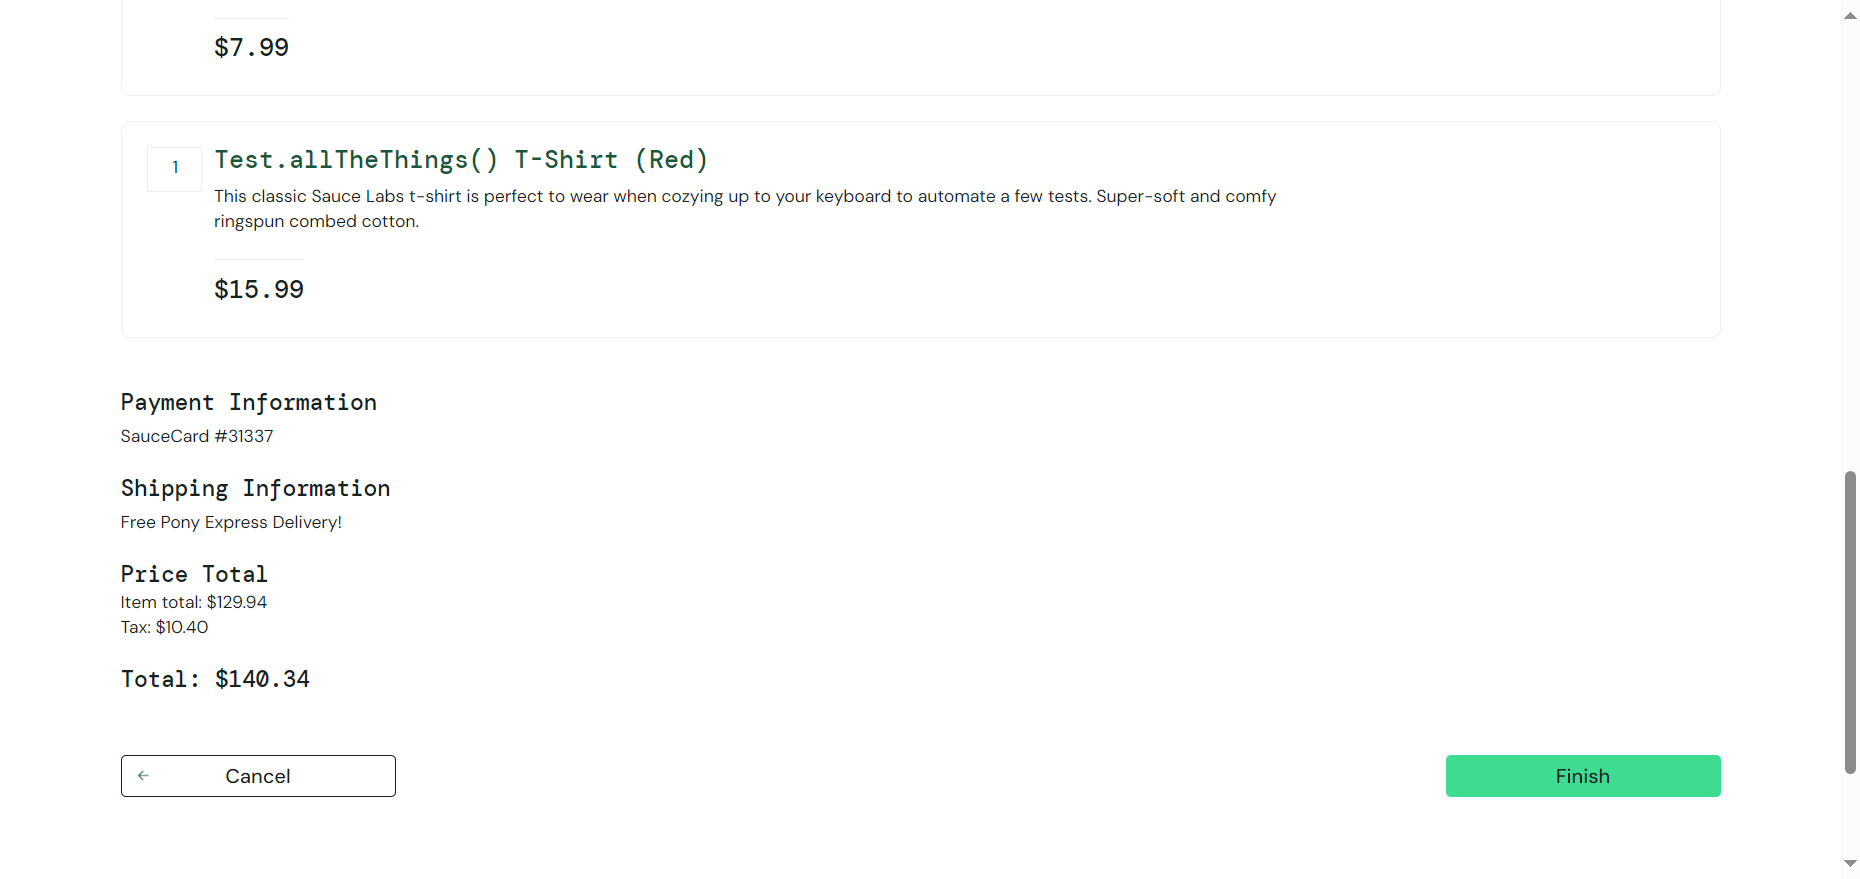 $7.99
1
Test.allTheThings() T-Shirt (Red)
This classic Sauce Labs t-shirt is perfect to wear when cozying up to your keyboard to automate a few tests. Super-soft and comfy
ringspun combed cotton.
$15.99
Payment Information
SauceCard #31337
Shipping Information
Free Pony Express Delivery!
Price Total
Item total: $129.94
Tax: $10.40
Total: $140.34
Cancel
Finish